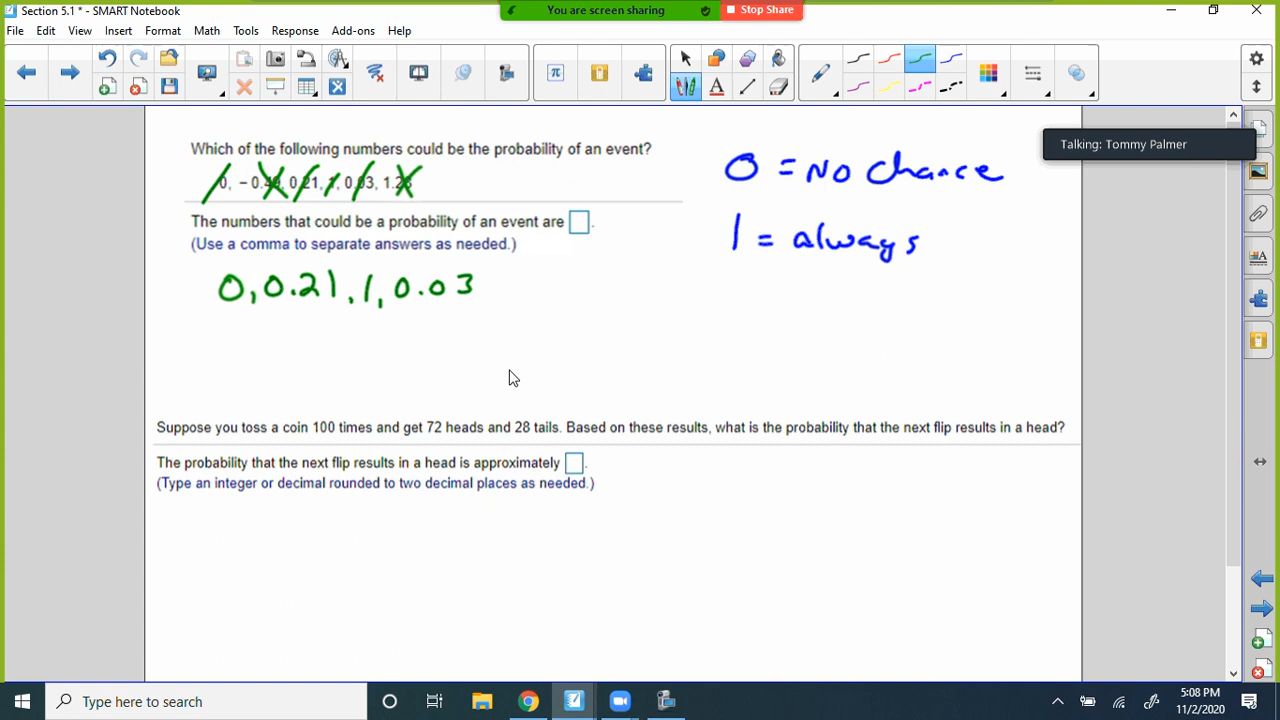 Section 5.1 * - SMART Notebook
You are screen sharing
Stop Share
File Edit View Insert Format Math Tools Response Add-ons Help
Talking: Tommy Palmer
Which of the following numbers could be the probability of an event?
0, 0.21, 1, 0.03,
The numbers that could be a probability of an event are
(Use a comma to separate answers as needed.)
0, 0.21, 1, 0.03
0 = No chance
1 = always
Suppose you toss a coin 100 times and get 72 heads and 28 tails. Based on these results, what is the probability that the next flip results in a head?
The probability that the next flip results in a head is approximately .
(Type an integer or decimal rounded to two decimal places as needed.)
Type here to search
5:08 PM
11/2/2020